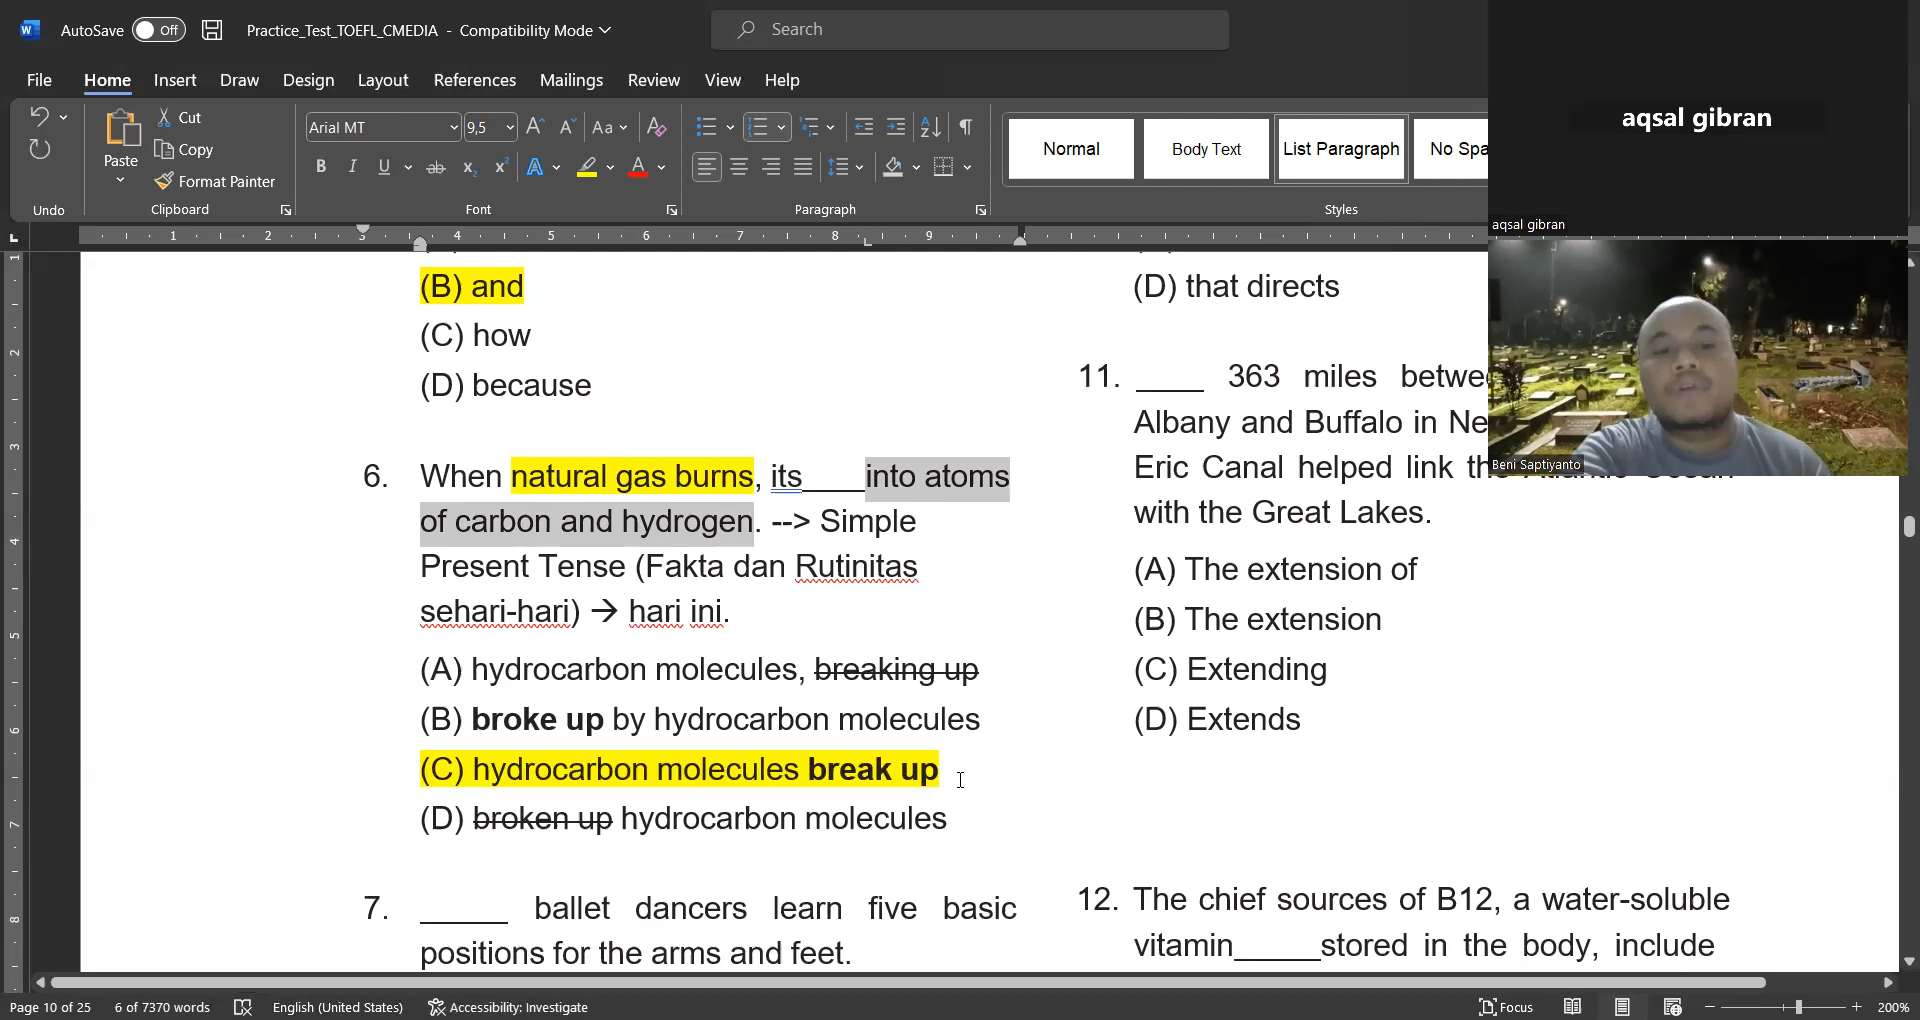 AutoSave Off Practice_Test_TOEFL_CMEDIA - Compatibility Mode
Search
File Home Insert Draw Design Layout References Mailings Review View Help
Undo
Paste
Cut
Copy
Format Painter
Clipboard
Arial MT 9,5
Font
Paragraph
Normal
Body Text
List Paragraph
No Spa
Styles
aqsal gibran
aqsal gibran
Beni Saptiyanto
3 4 5 6 7 8 9
(B) and
(C) how
(D) because
6. When natural gas burns, its____into atoms
of carbon and hydrogen. --> Simple
Present Tense (Fakta dan Rutinitas
sehari-hari) → hari ini.
(A) hydrocarbon molecules, breaking up
(B) broke up by hydrocarbon molecules
(C) hydrocarbon molecules break up
(D) broken up hydrocarbon molecules
7. _____ ballet dancers learn five basic
positions for the arms and feet.
(D) that directs
11. ____ 363 miles betwe
Albany and Buffalo in Ne
Eric Canal helped link th
with the Great Lakes.
(A) The extension of
(B) The extension
(C) Extending
(D) Extends
12. The chief sources of B12, a water-soluble
vitamin_____stored in the body, include
Page 10 of 25 6 of 7370 words English (United States) Accessibility: Investigate Focus 200%